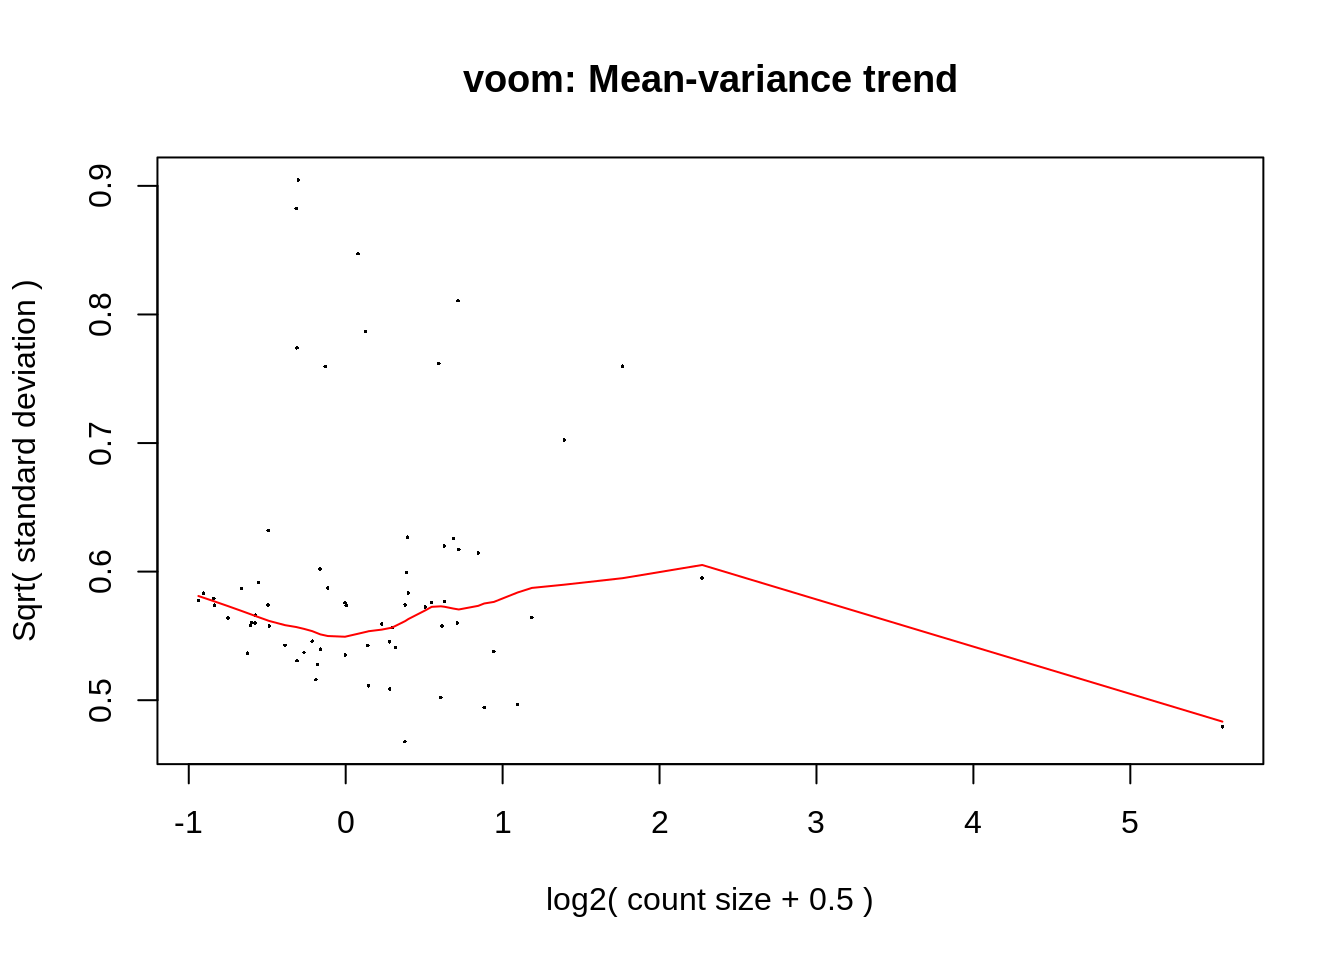 voom: Mean-variance trend
Sqrt( standard deviation )
0.9
0.8
0.7
0.6
0.5
-1 0 1 2 3 4 5
log2( count size + 0.5 )